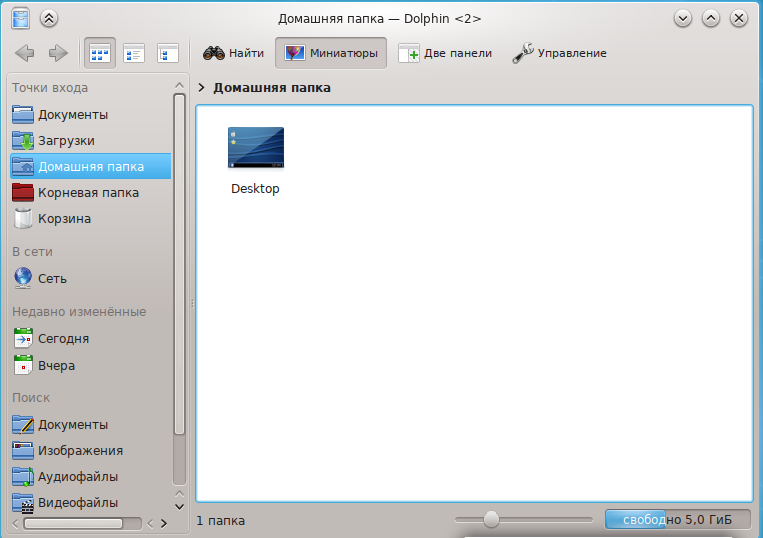 Домашняя папка — Dolphin <2>
Найти
Миниатюры
Две панели
Управление
Точки входа
Документы
Загрузки
Домашняя папка
Корневая папка
Корзина
В сети
Сеть
Недавно изменённые
Сегодня
Вчера
Поиск
Документы
Изображения
Аудиофайлы
Видеофайлы
Домашняя папка
Desktop
1 папка
свободно 5,0 ГиБ